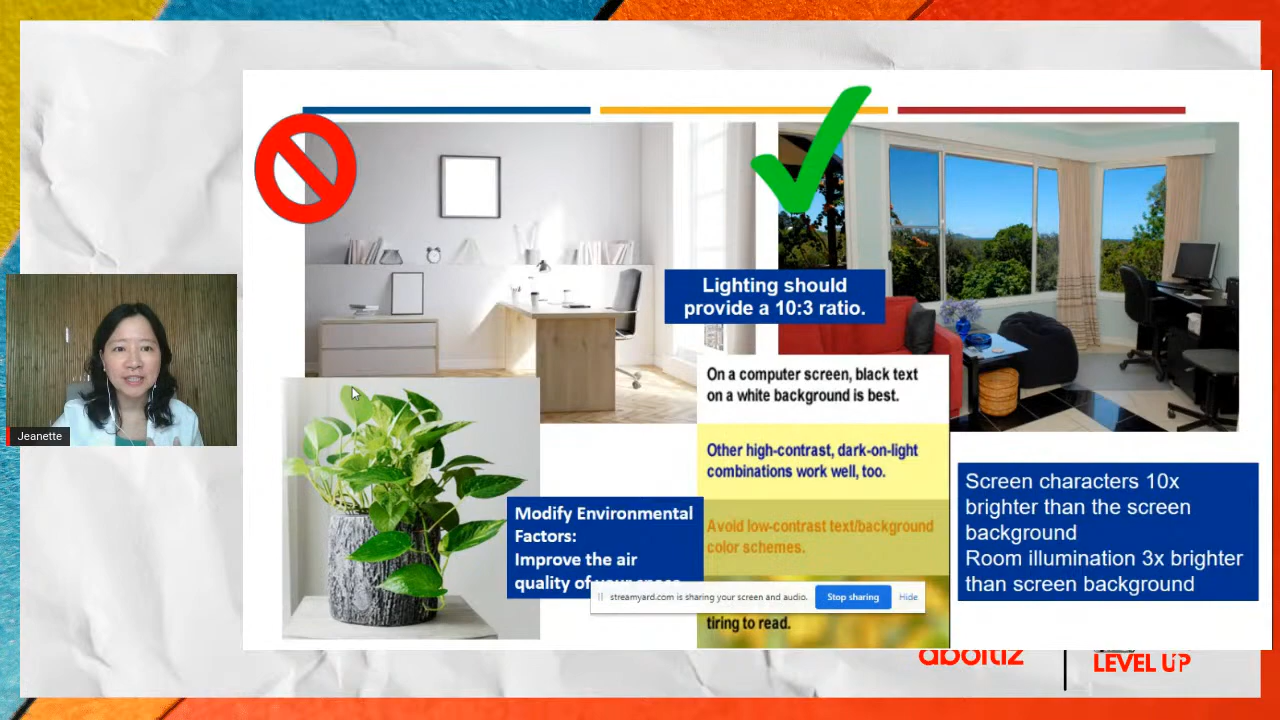 Lighting should
provide a 10:3 ratio.
On a computer screen, black text
on a white background is best.
Other high-contrast, dark-on-light
combinations work well, too.
Avoid low-contrast text/background
color schemes.
tiring to read.
Modify Environmental
Factors:
Improve the air
quality of your space
Screen characters 10x
brighter than the screen
background
Room illumination 3x brighter
than screen background
streamyard.com is sharing your screen and audio.
Stop sharing
Hide
Jeanette
aboitiz
LEVEL UP